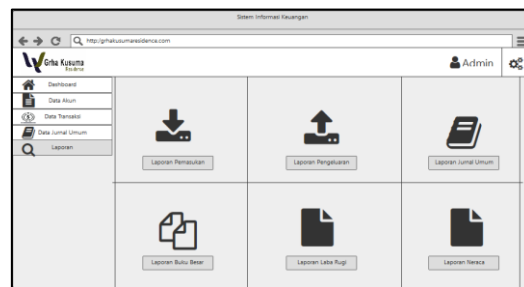 Sistem Informasi Keuangan
http://grhakusumaresidence.com
Grha Kusuma
Residence
Admin
Dashboard
Data Akun
Data Transaksi
Data Jurnal Umum
Laporan
Laporan Pemasukan
Laporan Pengeluaran
Laporan Jurnal Umum
Laporan Buku Besar
Laporan Laba Rugi
Laporan Neraca